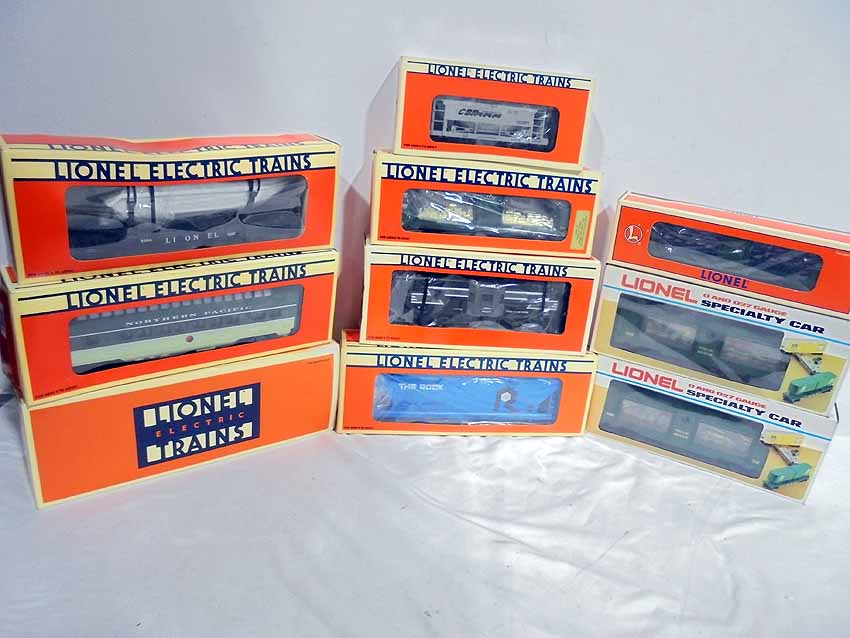 LIONEL ELECTRIC TRAINS
LIONEL
LIONEL ELECTRIC TRAINS
NORTHERN PACIFIC
LIONEL
ELECTRIC
TRAINS
LIONEL ELECTRIC TRAINS
LIONEL ELECTRIC TRAINS
LIONEL ELECTRIC TRAINS
LIONEL ELECTRIC TRAINS
THE ROCK
R
L
LIONEL
LIONEL O AND O27 GAUGE
SPECIALTY CAR
LIONEL O AND O27 GAUGE
SPECIALTY CAR